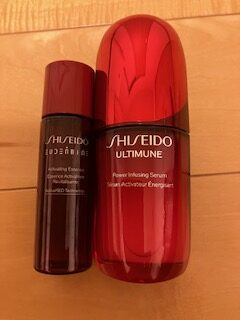 SHISEIDO
EUDERMINE
Activating Essence
Essence Activatrice
Revitalisante
SHISEIDO
ULTIMUNE
Power Infusing Serum
Sérum Activateur Énergisant